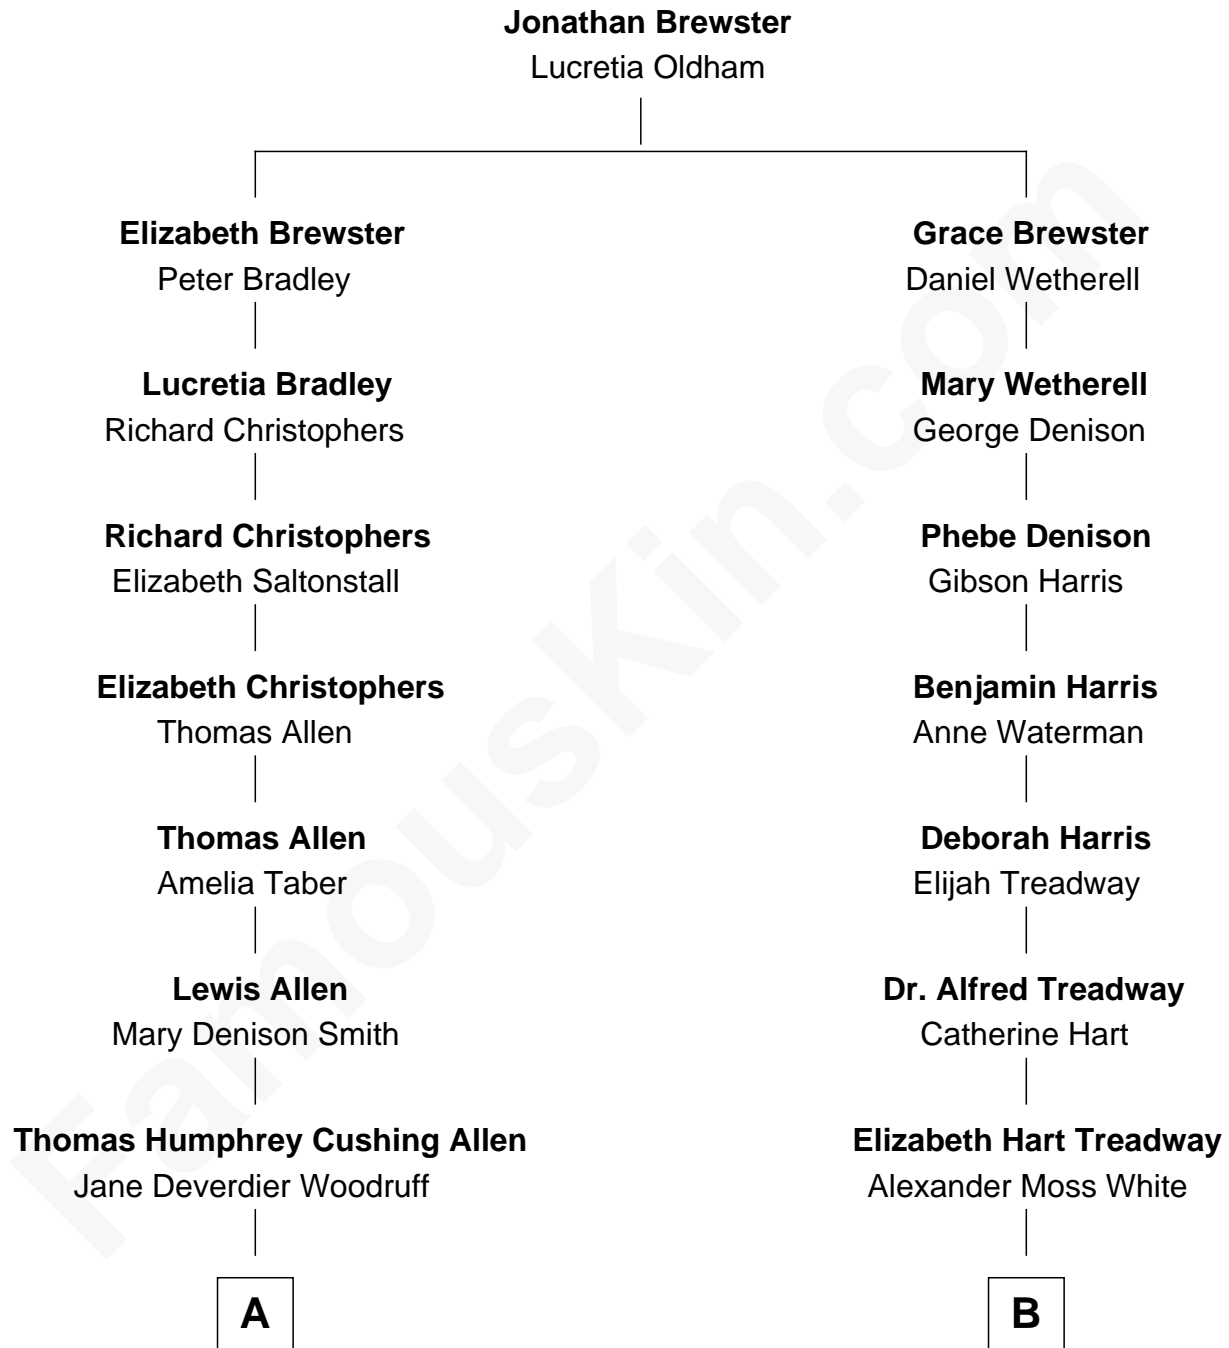 Jonathan Brewster
Lucretia Oldham
Elizabeth Brewster
Peter Bradley
Lucretia Bradley
Richard Christophers
Richard Christophers
Elizabeth Saltonstall
Elizabeth Christophers
Thomas Allen
Thomas Allen
Amelia Taber
Lewis Allen
Mary Denison Smith
Thomas Humphrey Cushing Allen
Jane Deverdier Woodruff
A
Grace Brewster
Daniel Wetherell
Mary Wetherell
George Denison
Phebe Denison
Gibson Harris
Benjamin Harris
Anne Waterman
Deborah Harris
Elijah Treadway
Dr. Alfred Treadway
Catherine Hart
Elizabeth Hart Treadway
Alexander Moss White
B
FamousKin.com